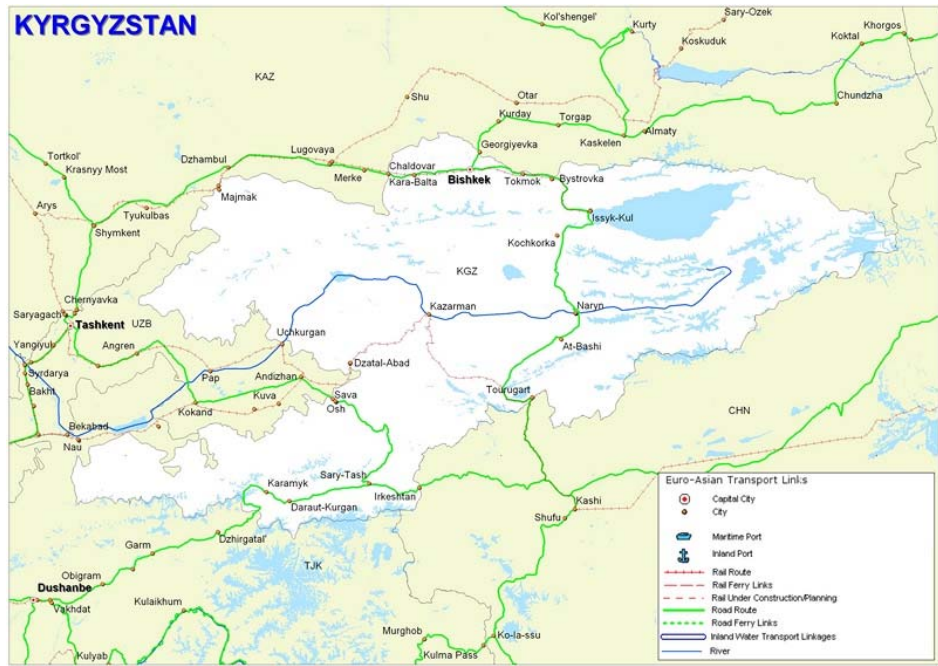 KYRGYZSTAN
Kol'shengel'
Kurty
Sary-Ozek
Koskuduk
Koktal
Khorgos
KAZ
Shu
Otar
Chundzha
Kurday
Torgap
Kaskelen
Almaty
Tortkol'
Krasnyy Most
Dzhambul
Lugovaya
Georgiyevka
Merke
Chaldovar
Kara-Balta
Bishkek
Tokmok
Bystrovka
Majmak
Arys
Tyukulbas
Shymkent
Issyk-Kul
Kochkorka
KGZ
Chernyavka
Saryagach
Tashkent
UZB
Kazarman
Naryn
Uchkurgan
Yangiyul
Angren
At-Bashi
Syrdarya
Dzatal-Abad
Bakht
Pap
Andizhan
Tourugart
Kokand
Kuva
Sava
Osh
CHN
Bekabad
Nau
Sary-Tash
Karamyk
Irkeshtan
Daraut-Kurgan
Kashi
Shufu
Garm
Dzhirgatal'
TJK
Obigram
Dushanbe
Vakhdat
Kulaikhum
Murghob
Ko-la-ssu
Kulyab
Kulma Pass
Euro-Asian Transport Links
Capital City
City
Maritime Port
Inland Port
Rail Route
Rail Ferry Links
Rail Under Construction/Planning
Road Route
Road Ferry Links
Inland Water Transport Linkages
River